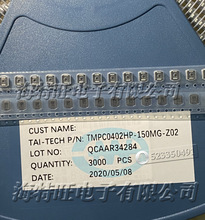 CUST NAME:
TAI-TECH P/N: TMPC0402HP-150MG-Z02
LOT NO: QCAAR34284
QUANTITY: 3000 PCS
DATE: 2020/05/08